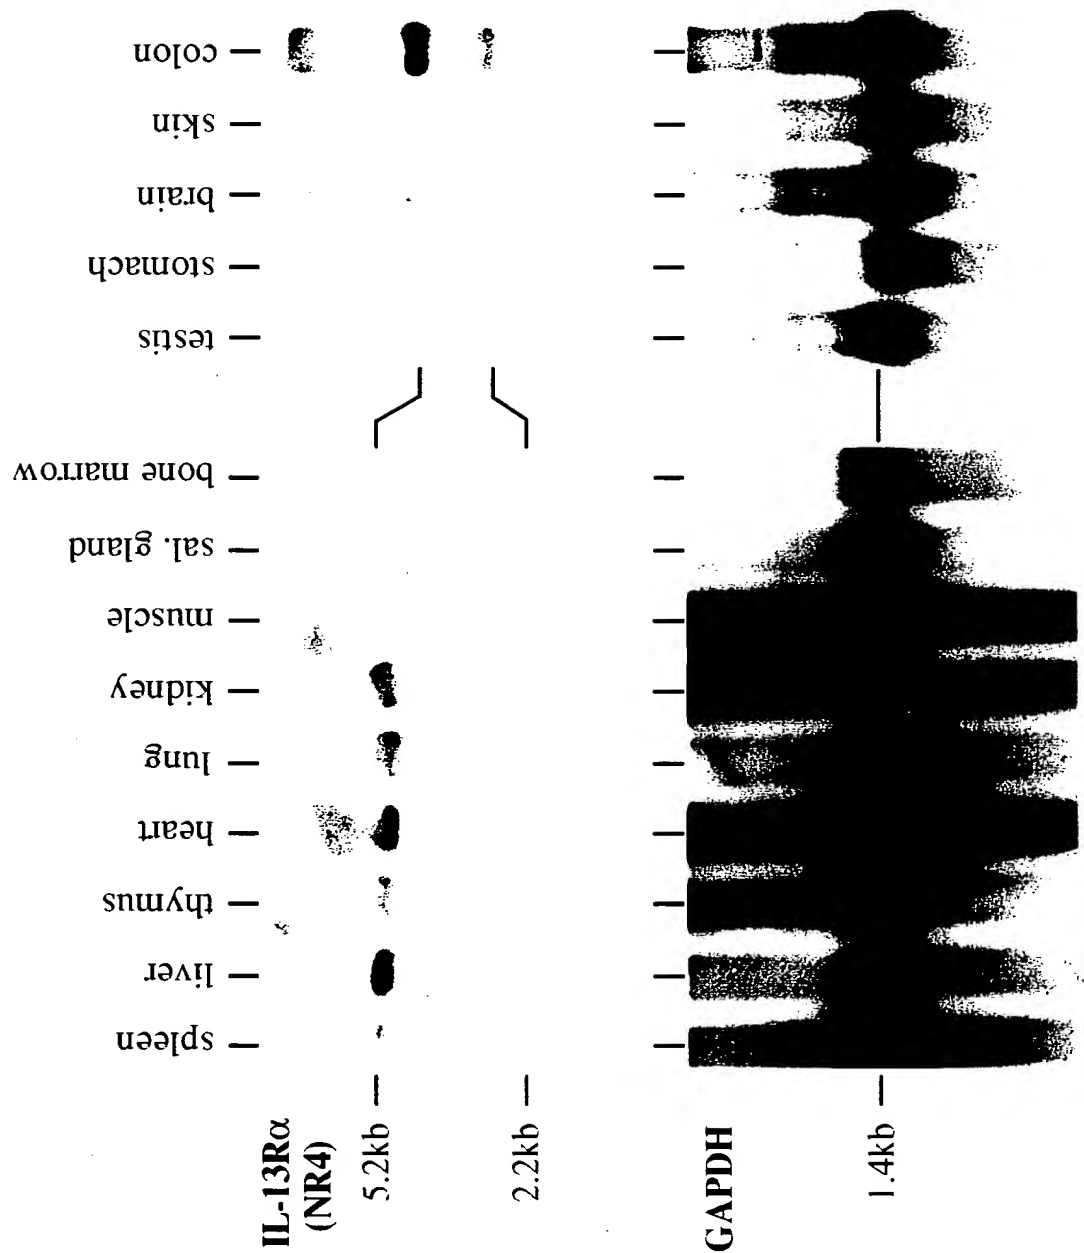 spleen
liver
thymus
heart
lung
kidney
muscle
sal. gland
bone marrow
testis
stomach
brain
skin
colon
IL-13Rα
(NR4)
5.2kb
2.2kb
GAPDH
1.4kb